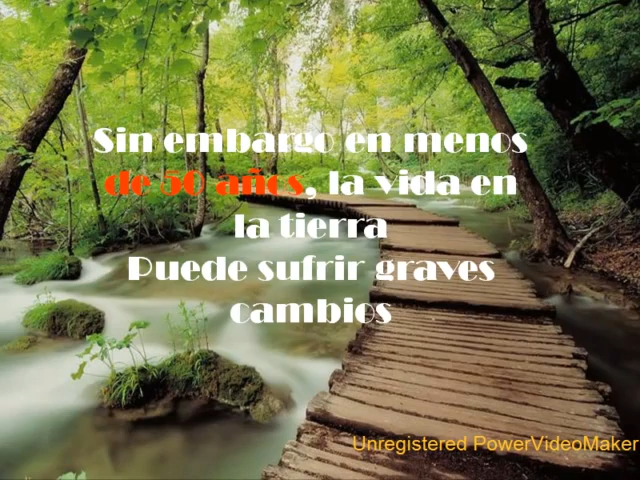 Sin embargo en menos
de 50 años, la vida en
la tierra
Puede sufrir graves
cambios
Unregistered PowerVideoMaker